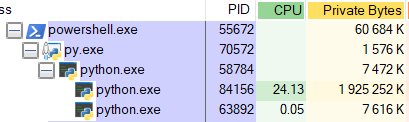 ss PID CPU Private Bytes
powershell.exe 55672 60 684 K
py.exe 70572 1 576 K
python.exe 58784 7 472 K
python.exe 84156 24.13 1 925 252 K
python.exe 63892 0.05 7 616 K